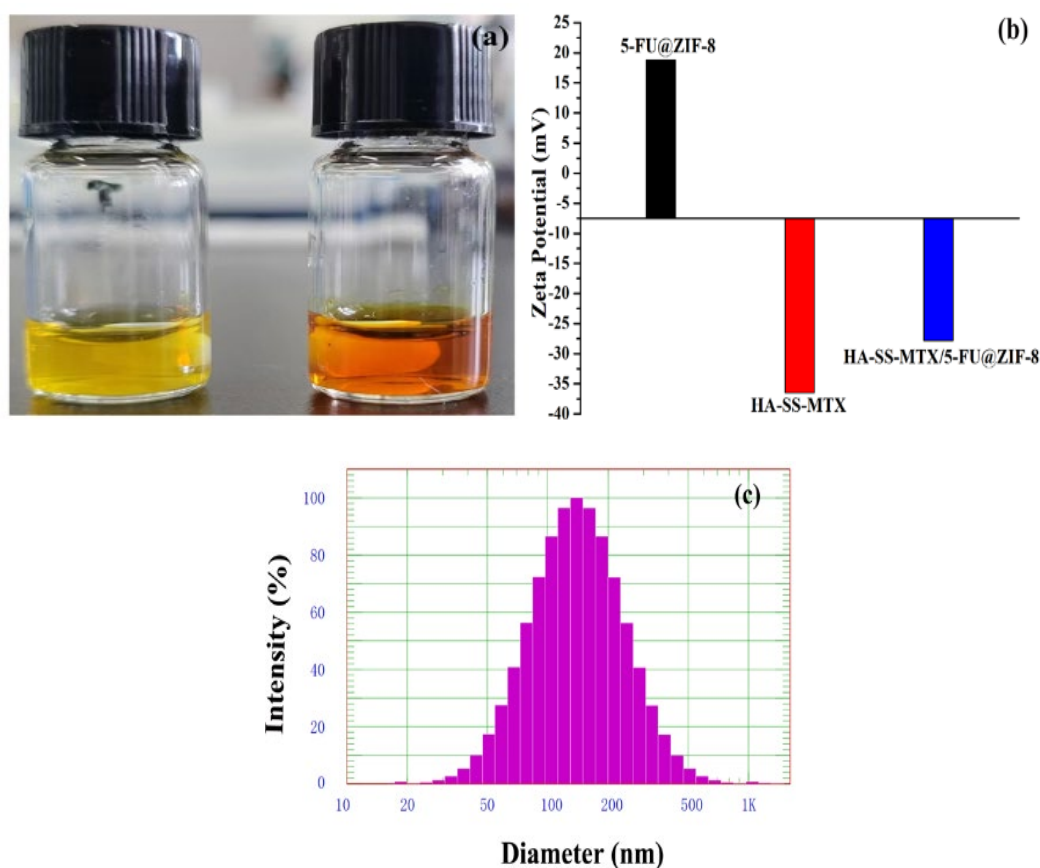 (a)
(b)
25
20
15
10
5
0
-5
-10
-15
-20
-25
-30
-35
-40
Zeta Potential (mV)
5-FU@ZIF-8
HA-SS-MTX/5-FU@ZIF-8
HA-SS-MTX
(c)
100
80
60
40
20
0
Intensity (%)
10 20 50 100 200 500 1K
Diameter (nm)